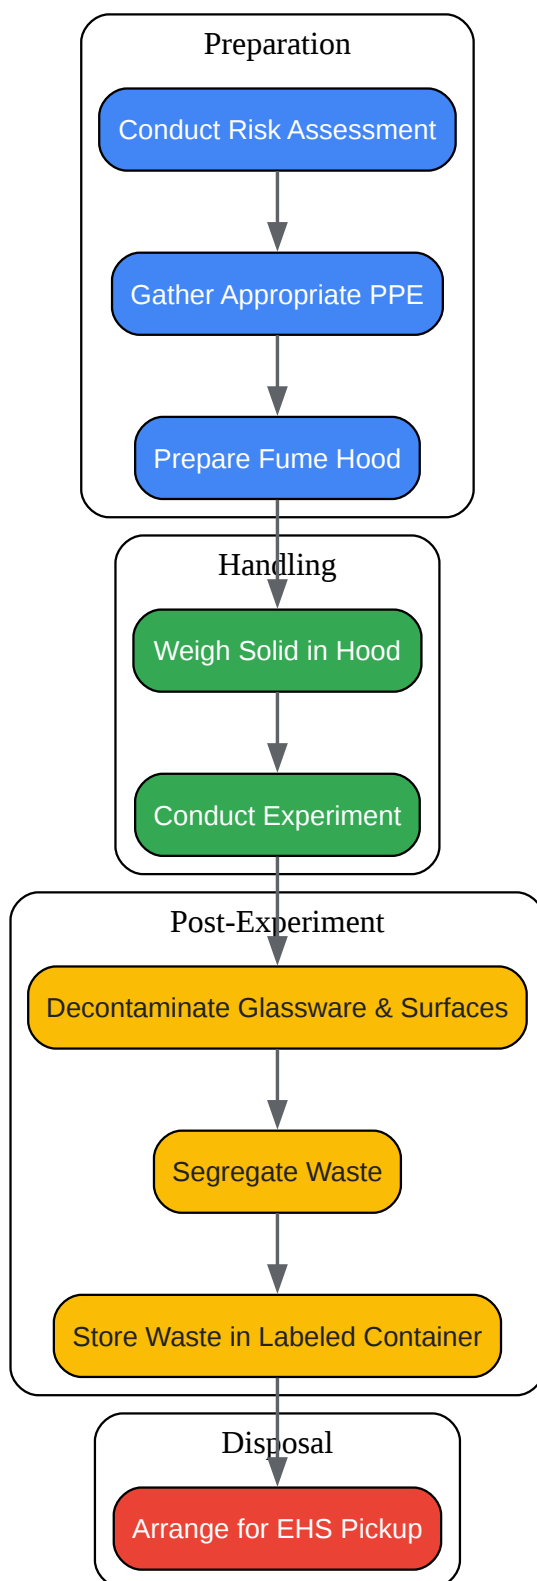 Preparation
Conduct Risk Assessment
Gather Appropriate PPE
Prepare Fume Hood
Handling
Weigh Solid in Hood
Conduct Experiment
Post-Experiment
Decontaminate Glassware & Surfaces
Segregate Waste
Store Waste in Labeled Container
Disposal
Arrange for EHS Pickup